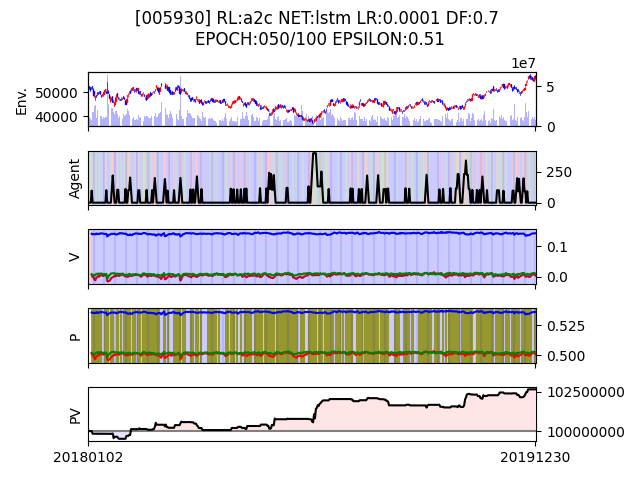 [005930] RL:a2c NET:lstm LR:0.0001 DF:0.7
EPOCH:050/100 EPSILON:0.51
1e7
Env.
50000
40000
5
0
Agent
250
0
V
0.1
0.0
P
0.525
0.500
PV
102500000
100000000
20180102
20191230